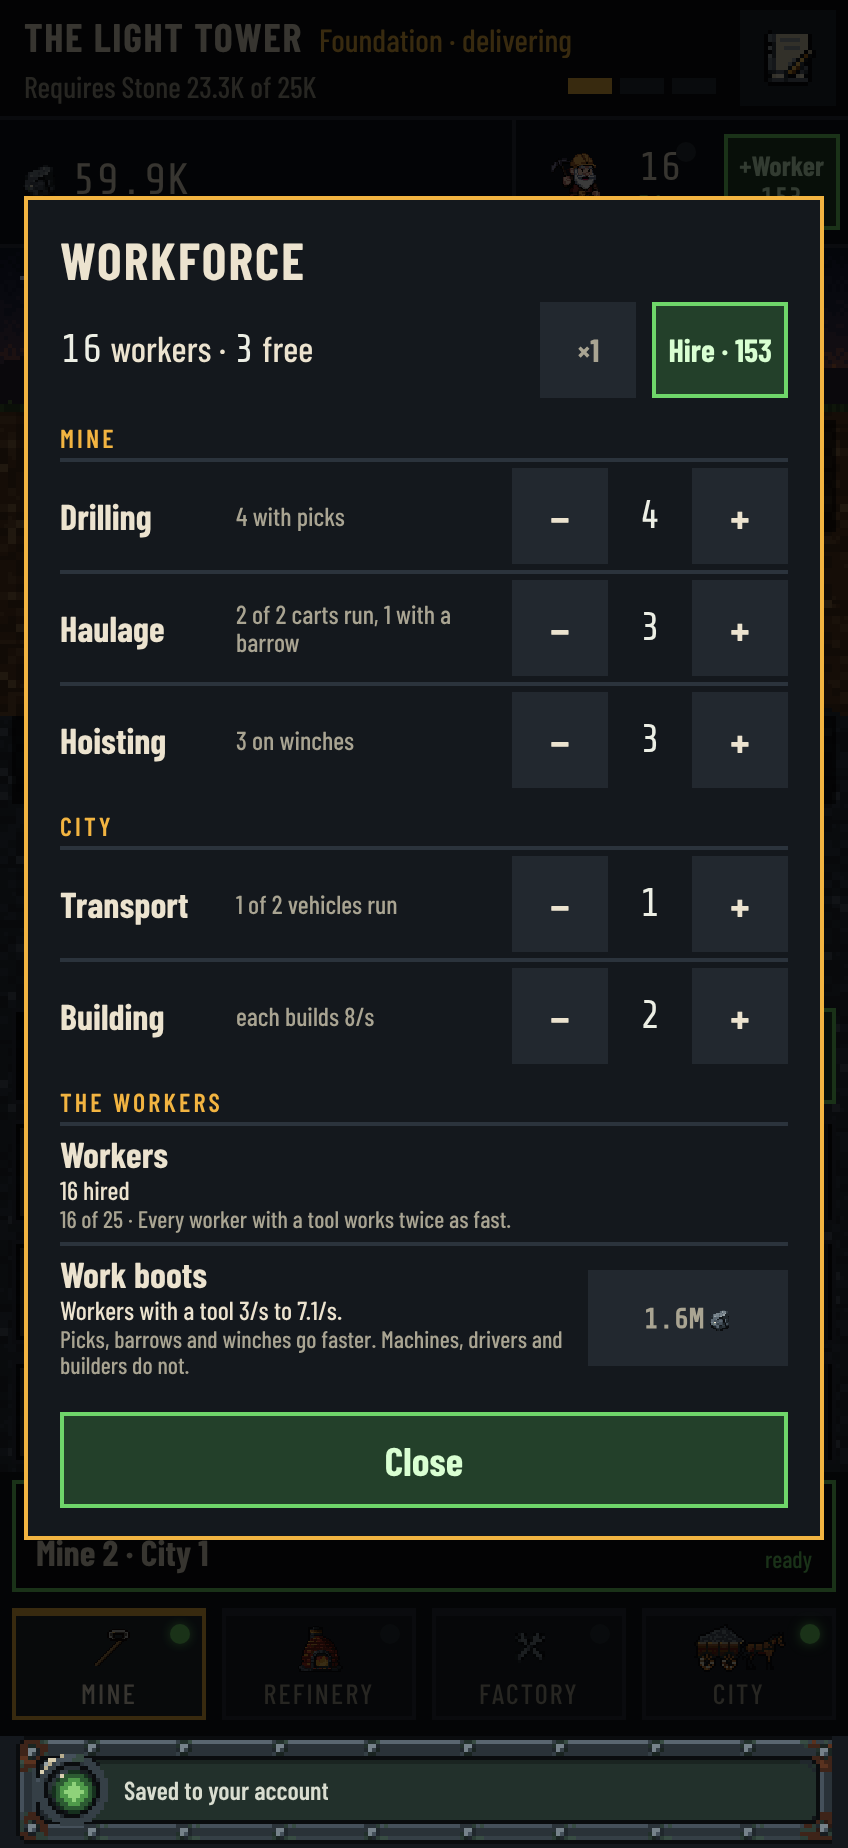 THE LIGHT TOWER Foundation · delivering
Requires Stone 23.3K of 25K
59.9K
16
+Worker
WORKFORCE
16 workers · 3 free
×1
Hire · 153
MINE
Drilling
4 with picks
− 4 +
Haulage
2 of 2 carts run, 1 with a
barrow
− 3 +
Hoisting
3 on winches
− 3 +
CITY
Transport
1 of 2 vehicles run
− 1 +
Building
each builds 8/s
− 2 +
THE WORKERS
Workers
16 hired
16 of 25 · Every worker with a tool works twice as fast.
Work boots
Workers with a tool 3/s to 7.1/s.
Picks, barrows and winches go faster. Machines, drivers and
builders do not.
1.6M
Close
Mine 2 · City 1
ready
MINE
REFINERY
FACTORY
CITY
Saved to your account